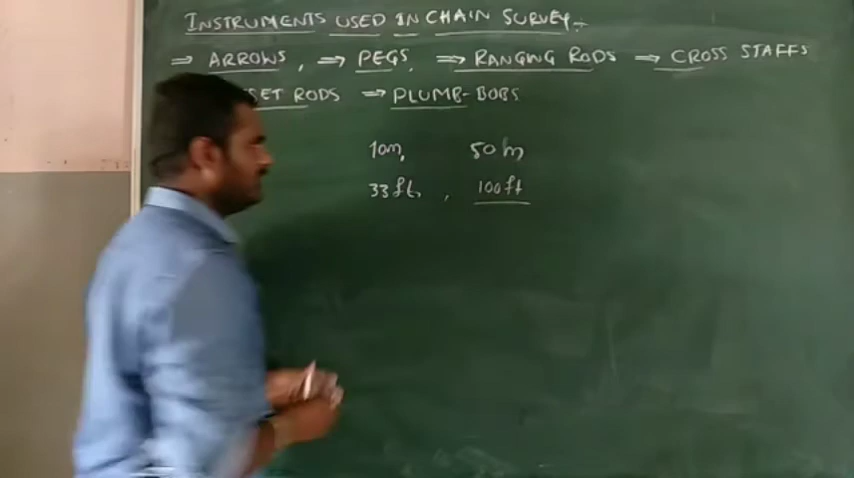 INSTRUMENTS USED IN CHAIN SURVEY:-
⇒ ARROWS, ⇒ PEGS, ⇒ RANGING RODS ⇒ CROSS STAFFS
SET RODS ⇒ PLUMB-BOBS
10m, 50m
33ft, , 100ft